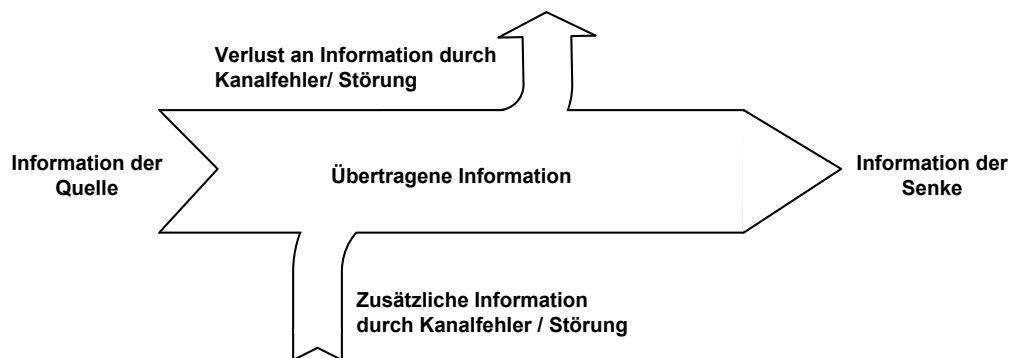 Verlust an Information durch
Kanalfehler/ Störung
Information der
Quelle
Übertragene Information
Information der
Senke
Zusätzliche Information
durch Kanalfehler / Störung